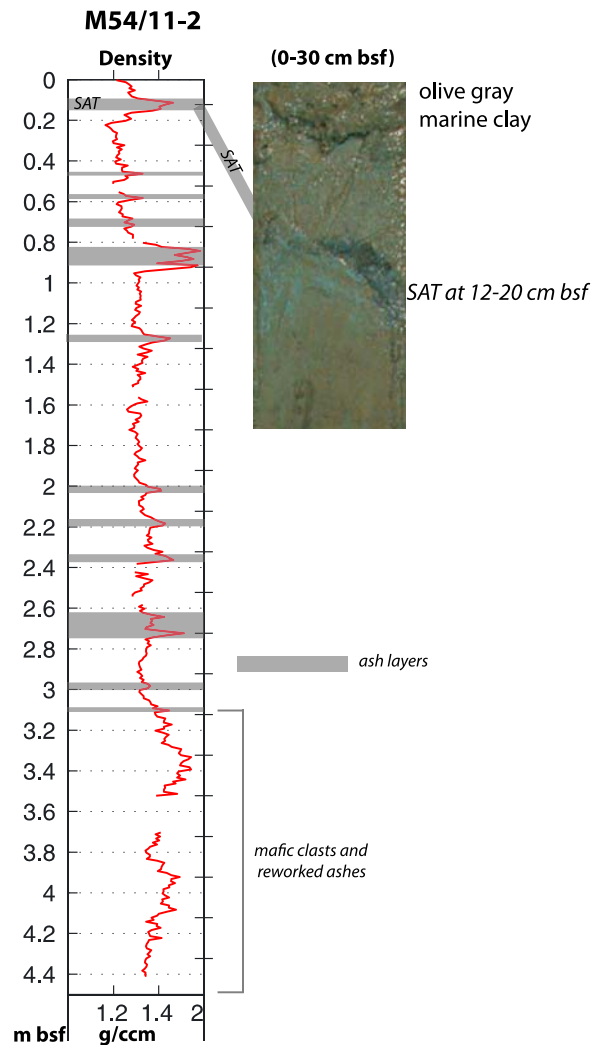 M54/11-2
Density
(0-30 cm bsf)
0
SAT
olive gray
marine clay
0.2
0.4
SAT
0.6
0.8
SAT at 12-20 cm bsf
1
1.2
1.4
1.6
1.8
2
2.2
2.4
2.6
2.8
ash layers
3
3.2
3.4
3.6
3.8
mafic clasts and
reworked ashes
4
4.2
4.4
1.2 1.4 2
m bsf g/ccm